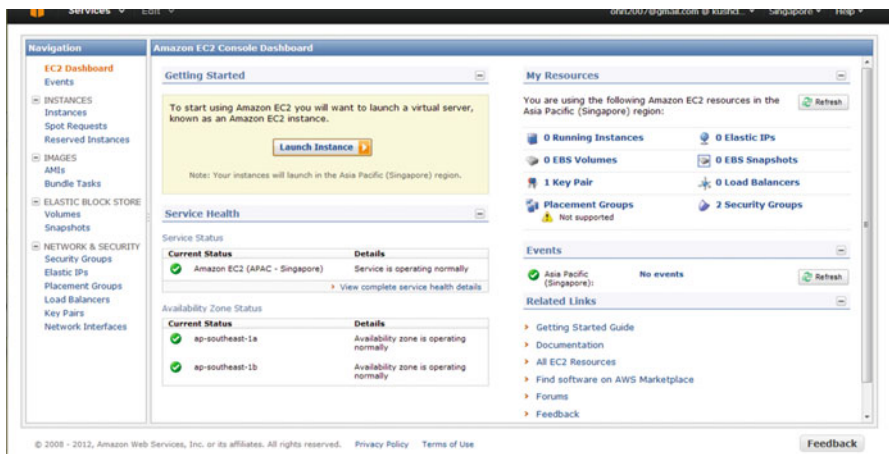 Services Edit Singapore Help
Navigation
EC2 Dashboard
Events
INSTANCES
Instances
Spot Requests
Reserved Instances
IMAGES
AMIs
Bundle Tasks
ELASTIC BLOCK STORE
Volumes
Snapshots
NETWORK & SECURITY
Security Groups
Elastic IPs
Placement Groups
Load Balancers
Key Pairs
Network Interfaces
Amazon EC2 Console Dashboard
Getting Started
To start using Amazon EC2 you will want to launch a virtual server,
known as an Amazon EC2 instance.
Launch Instance
Note: Your instances will launch in the Asia Pacific (Singapore) region.
Service Health
Service Status
Current Status Details
Amazon EC2 (APAC - Singapore) Service is operating normally
View complete service health details
Availability Zone Status
Current Status Details
ap-southeast-1a Availability zone is operating
normally
ap-southeast-1b Availability zone is operating
normally
My Resources
You are using the following Amazon EC2 resources in the
Asia Pacific (Singapore) region:
Refresh
0 Running Instances 0 Elastic IPs
0 EBS Volumes 0 EBS Snapshots
1 Key Pair 0 Load Balancers
Placement Groups 2 Security Groups
Not supported
Events
Asia Pacific
(Singapore):
No events
Refresh
Related Links
Getting Started Guide
Documentation
All EC2 Resources
Find software on AWS Marketplace
Forums
Feedback
© 2008 - 2012, Amazon Web Services, Inc. or its affiliates. All rights reserved. Privacy Policy Terms of Use
Feedback